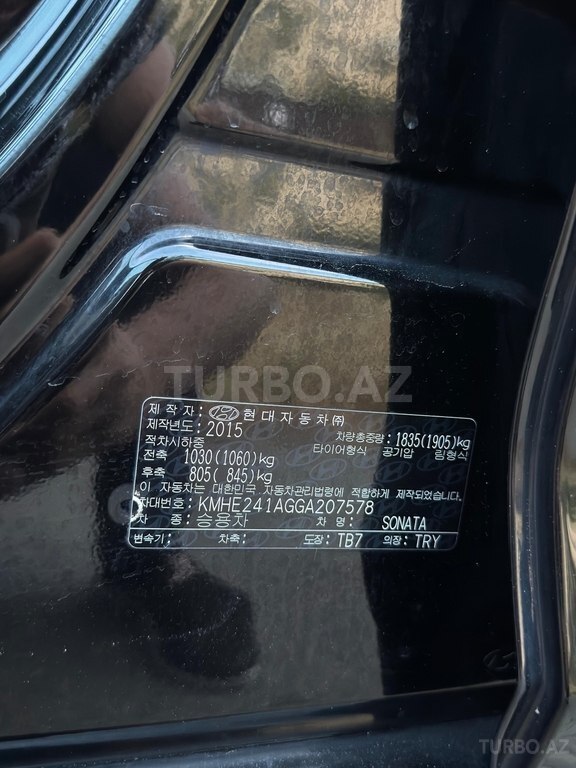 TURBO.AZ
제 작 자: 현대자동차㈜
제작년도: 2015 차량총중량: 1835(1905)kg
적차시하중 타이어형식 공기압 림형식
전축 1030(1060)kg
후축 805( 845)kg
이 자동차는 대한민국 자동차관리법령에 적합하게 제작되었음.
차대번호: KMHE241AGGA207578
차 종: 승용차 차 명: SONATA
변속기: 차축: 도장: TB7 의장: TRY
TURBO.AZ